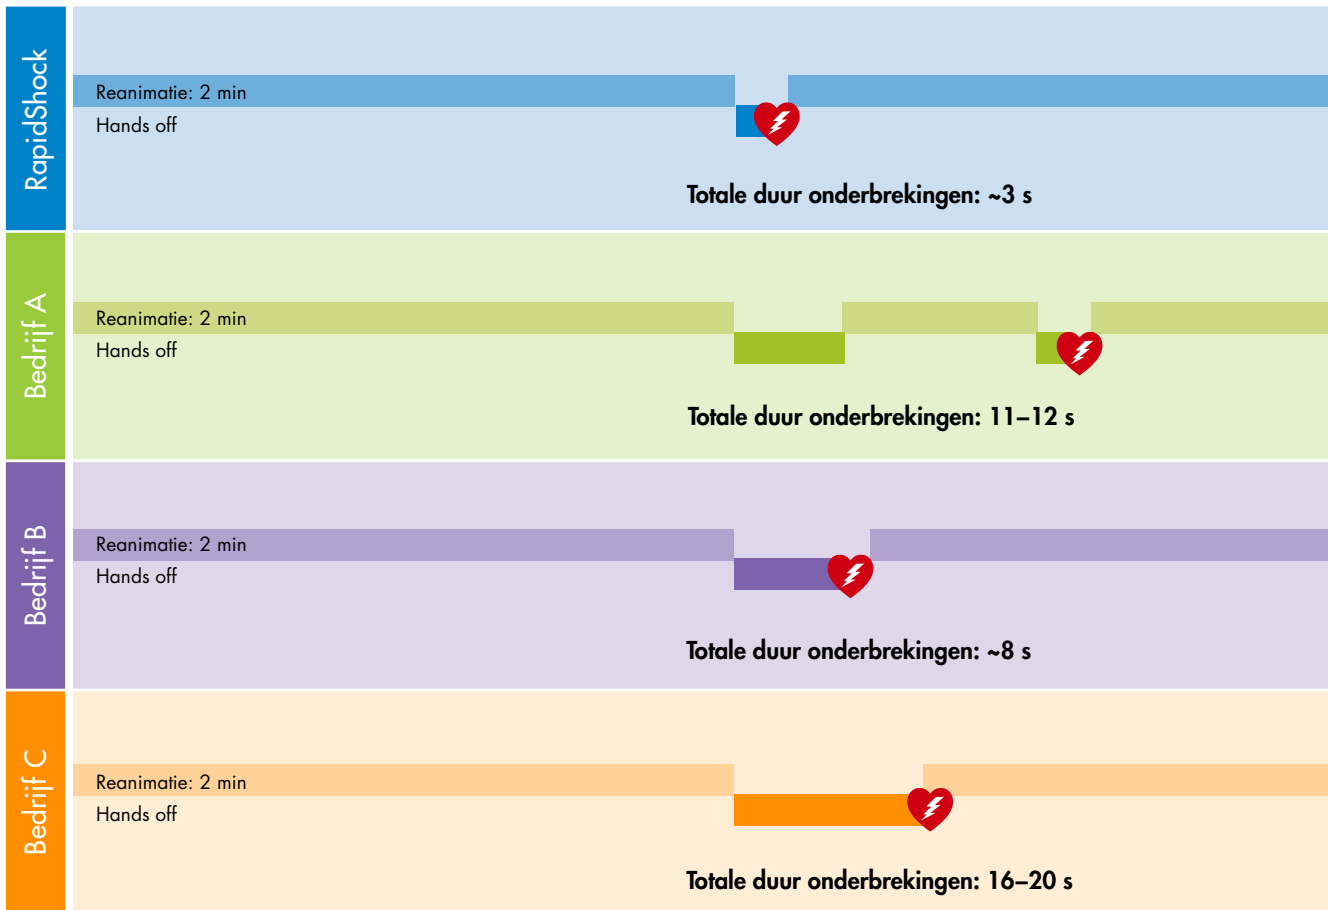 RapidShock
Reanimatie: 2 min
Hands off
Totale duur onderbrekingen: ~3 s
Bedrijf A
Reanimatie: 2 min
Hands off
Totale duur onderbrekingen: 11–12 s
Bedrijf B
Reanimatie: 2 min
Hands off
Totale duur onderbrekingen: ~8 s
Bedrijf C
Reanimatie: 2 min
Hands off
Totale duur onderbrekingen: 16–20 s